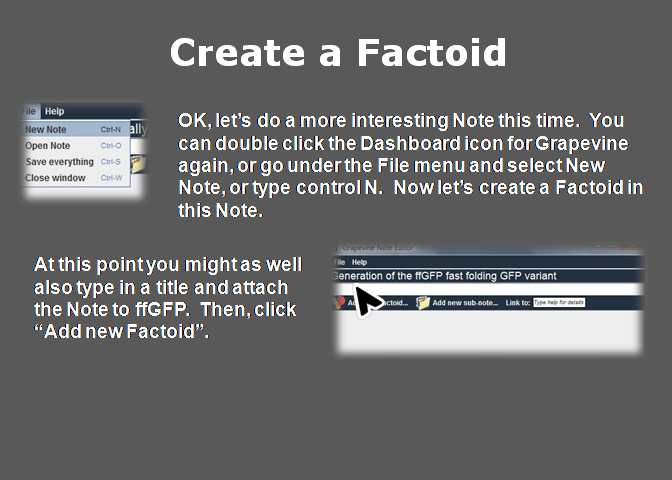 Create a Factoid
File Help
New Note Ctrl-N
Open Note Ctrl-O
Save everything Ctrl-S
Close window Ctrl-W
OK, let's do a more interesting Note this time.  You
can double click the Dashboard icon for Grapevine
again, or go under the File menu and select New
Note, or type control N.  Now let's create a Factoid in
this Note.
At this point you might as well
also type in a title and attach
the Note to ffGFP.  Then, click
“Add new Factoid”.
Grapevine Note Editor
File Help
Generation of the ffGFP fast folding GFP variant
Add new sub-note... Link to: Type help for details